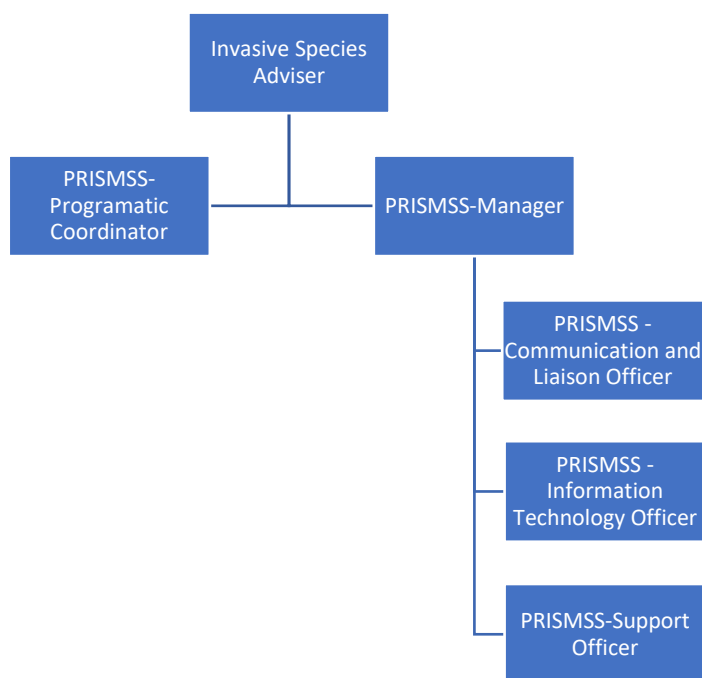 Invasive Species
Adviser
PRISMSS-
Programatic
Coordinator
PRISMSS-Manager
PRISMSS -
Communication and
Liaison Officer
PRISMSS -
Information
Technology Officer
PRISMSS-Support
Officer